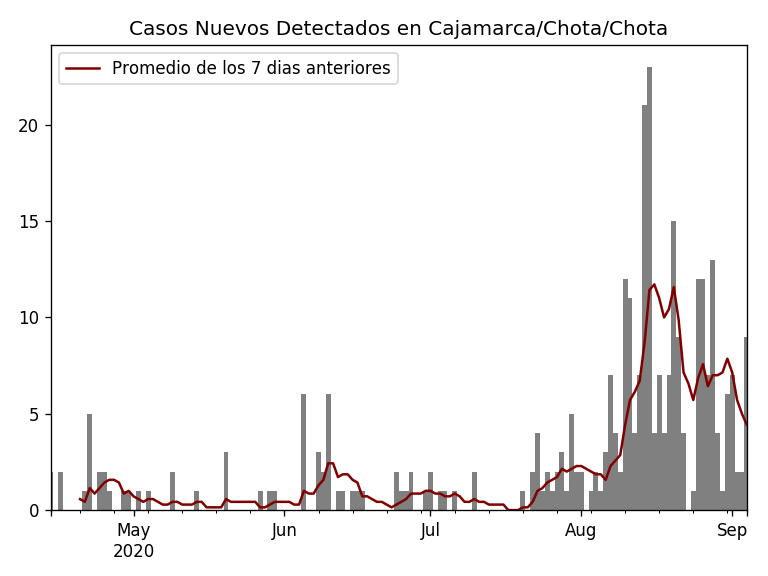 Casos Nuevos Detectados en Cajamarca/Chota/Chota
Promedio de los 7 dias anteriores
20
15
10
5
0
May Jun Jul Aug Sep
2020